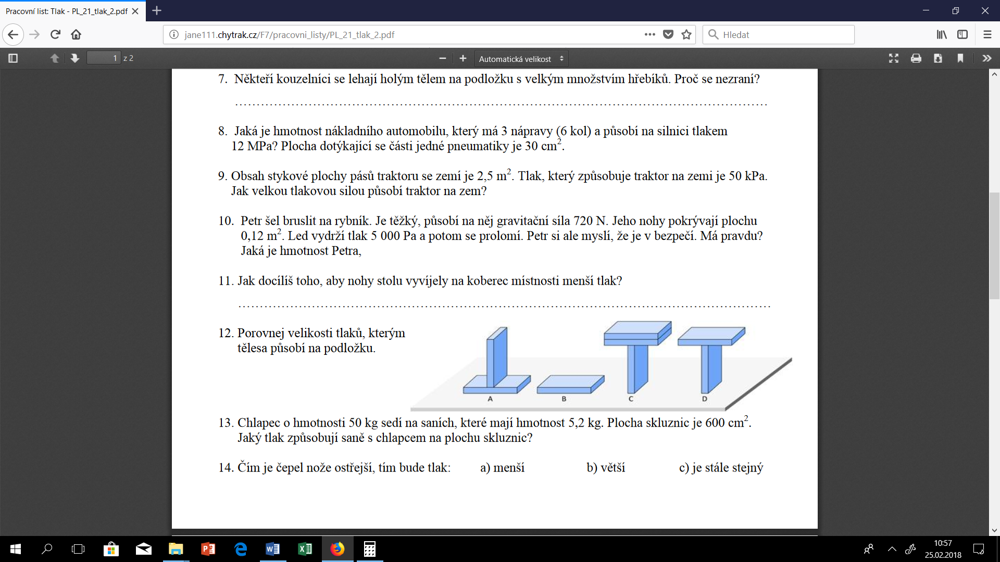 Pracovní list: Tlak - PL_21_tlak_2.pdf
jane111.chytrak.cz/F7/pracovni_listy/PL_21_tlak_2.pdf
Hledat
1 z 2
Automatická velikost
7. Někteří kouzelníci se lehají holým tělem na podložku s velkým množstvím hřebíků. Proč se nezraní?
8. Jaká je hmotnost nákladního automobilu, který má 3 nápravy (6 kol) a působí na silnici tlakem
12 MPa? Plocha dotýkající se části jedné pneumatiky je 30 cm².
9. Obsah stykové plochy pásů traktoru se zemí je 2,5 m². Tlak, který způsobuje traktor na zemi je 50 kPa.
Jak velkou tlakovou silou působí traktor na zem?
10. Petr šel bruslit na rybník. Je těžký, působí na něj gravitační síla 720 N. Jeho nohy pokrývají plochu
0,12 m². Led vydrží tlak 5 000 Pa a potom se prolomí. Petr si ale myslí, že je v bezpečí. Má pravdu?
Jaká je hmotnost Petra,
11. Jak docílíš toho, aby nohy stolu vyvíjely na koberec místnosti menší tlak?
12. Porovnej velikosti tlaků, kterým
tělesa působí na podložku.
A B C D
13. Chlapec o hmotnosti 50 kg sedí na saních, které mají hmotnost 5,2 kg. Plocha skluznic je 600 cm².
Jaký tlak způsobují saně s chlapcem na plochu skluznic?
14. Čím je čepel nože ostřejší, tím bude tlak: a) menší b) větší c) je stále stejný
10:57
25.02.2018